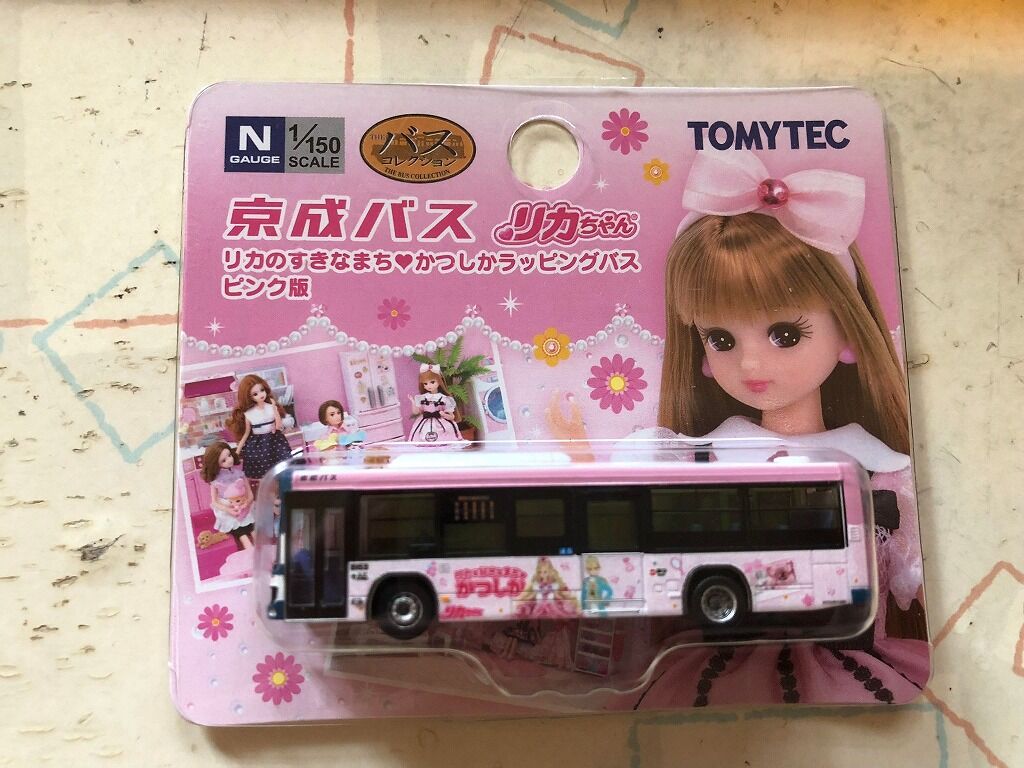 N
GAUGE
1/150
SCALE
THE
バス
コレクション
THE BUS COLLECTION
TOMYTEC
京成バス
リカちゃん
リカのすきなまち♥かつしかラッピングバス
ピンク版
京成バス
かつしか